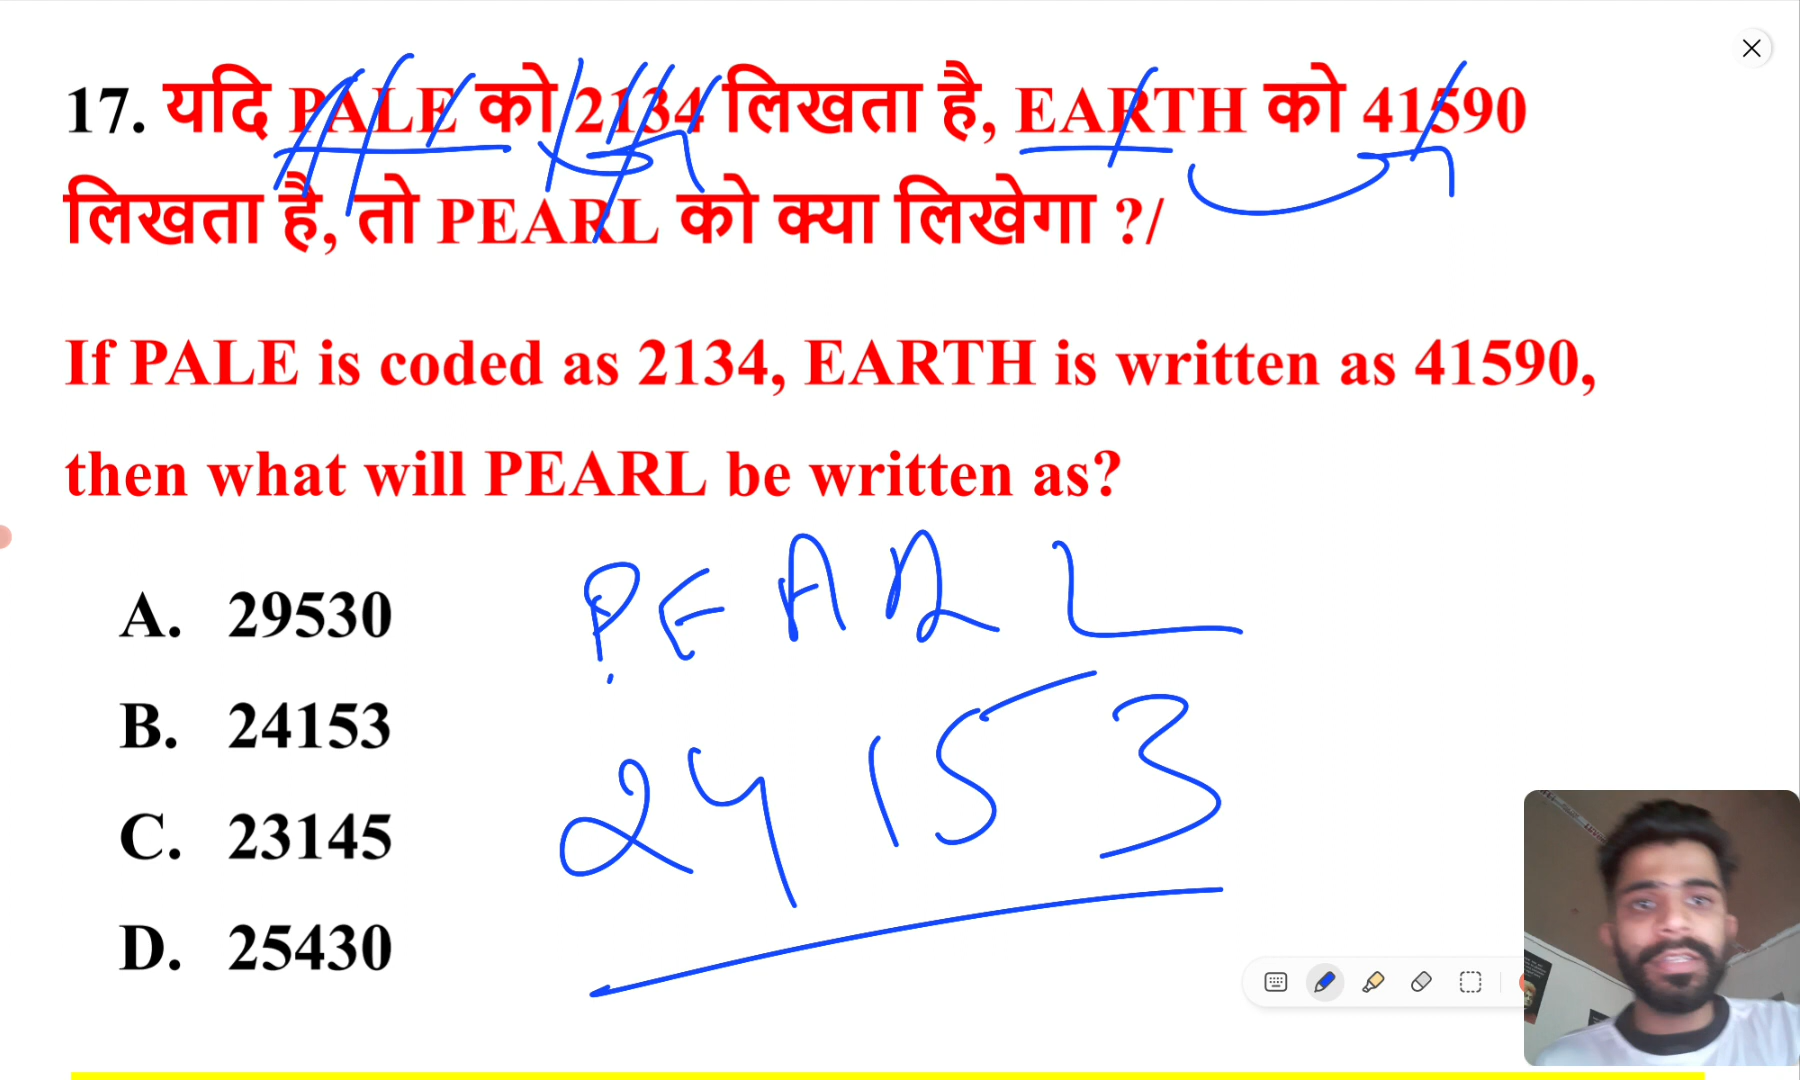 17. यदि PALE को 2134 लिखता है, EARTH को 41590
लिखता है, तो PEARL को क्या लिखेगा ?/
If PALE is coded as 2134, EARTH is written as 41590,
then what will PEARL be written as?
A. 29530
B. 24153
C. 23145
D. 25430
PEARL
24153